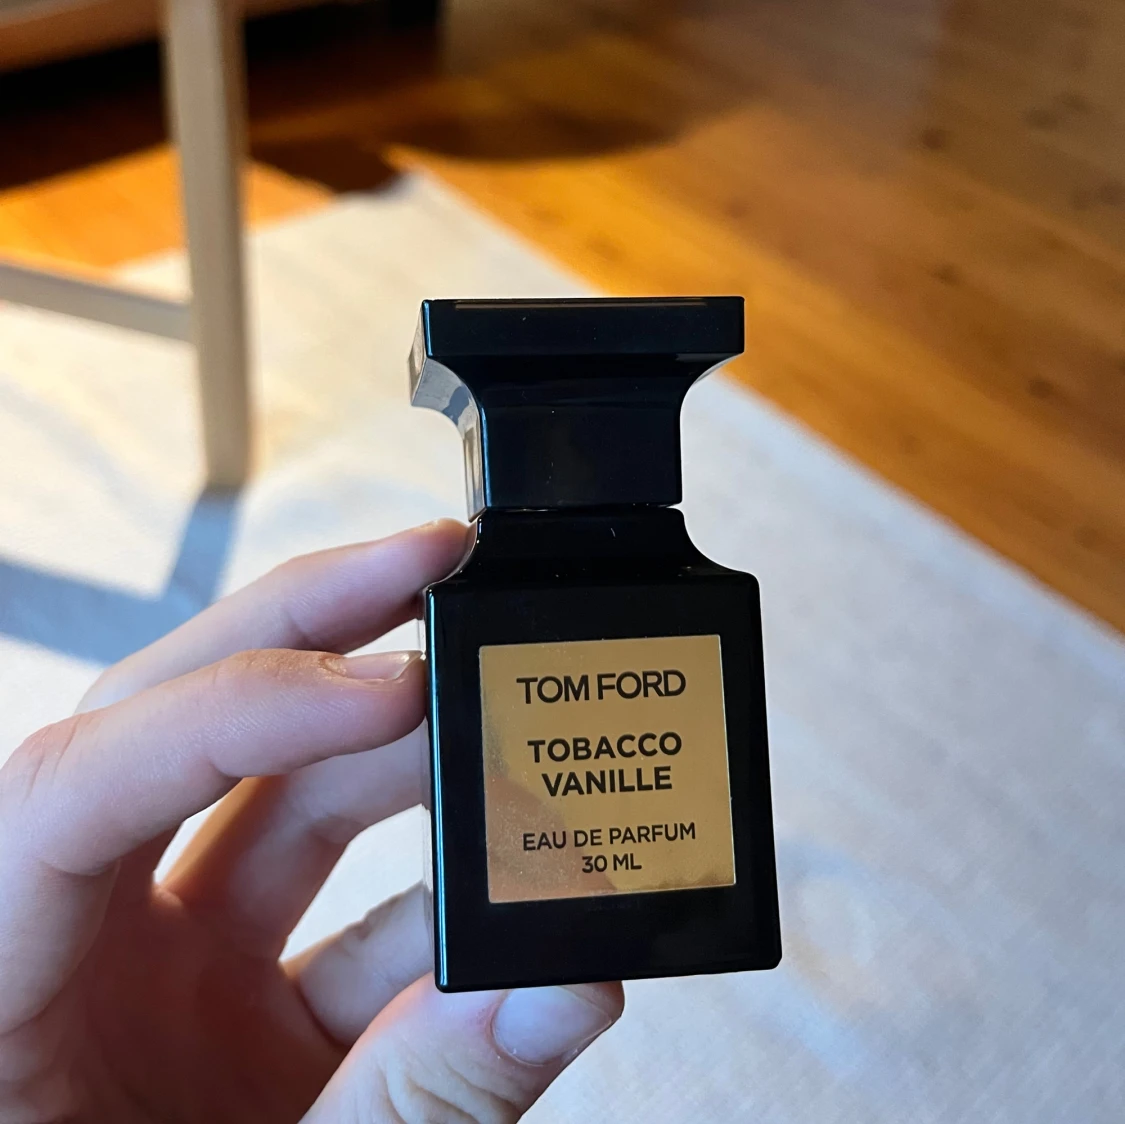 TOM FORD
TOBACCO
VANILLE
EAU DE PARFUM
30 ML